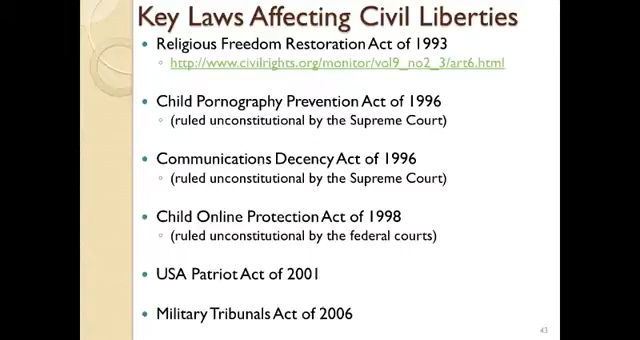 Key Laws Affecting Civil Liberties
• Religious Freedom Restoration Act of 1993
◦ http://www.civilrights.org/monitor/vol9_no2_3/art6.html
• Child Pornography Prevention Act of 1996
◦ (ruled unconstitutional by the Supreme Court)
• Communications Decency Act of 1996
◦ (ruled unconstitutional by the Supreme Court)
• Child Online Protection Act of 1998
◦ (ruled unconstitutional by the federal courts)
• USA Patriot Act of 2001
• Military Tribunals Act of 2006
43